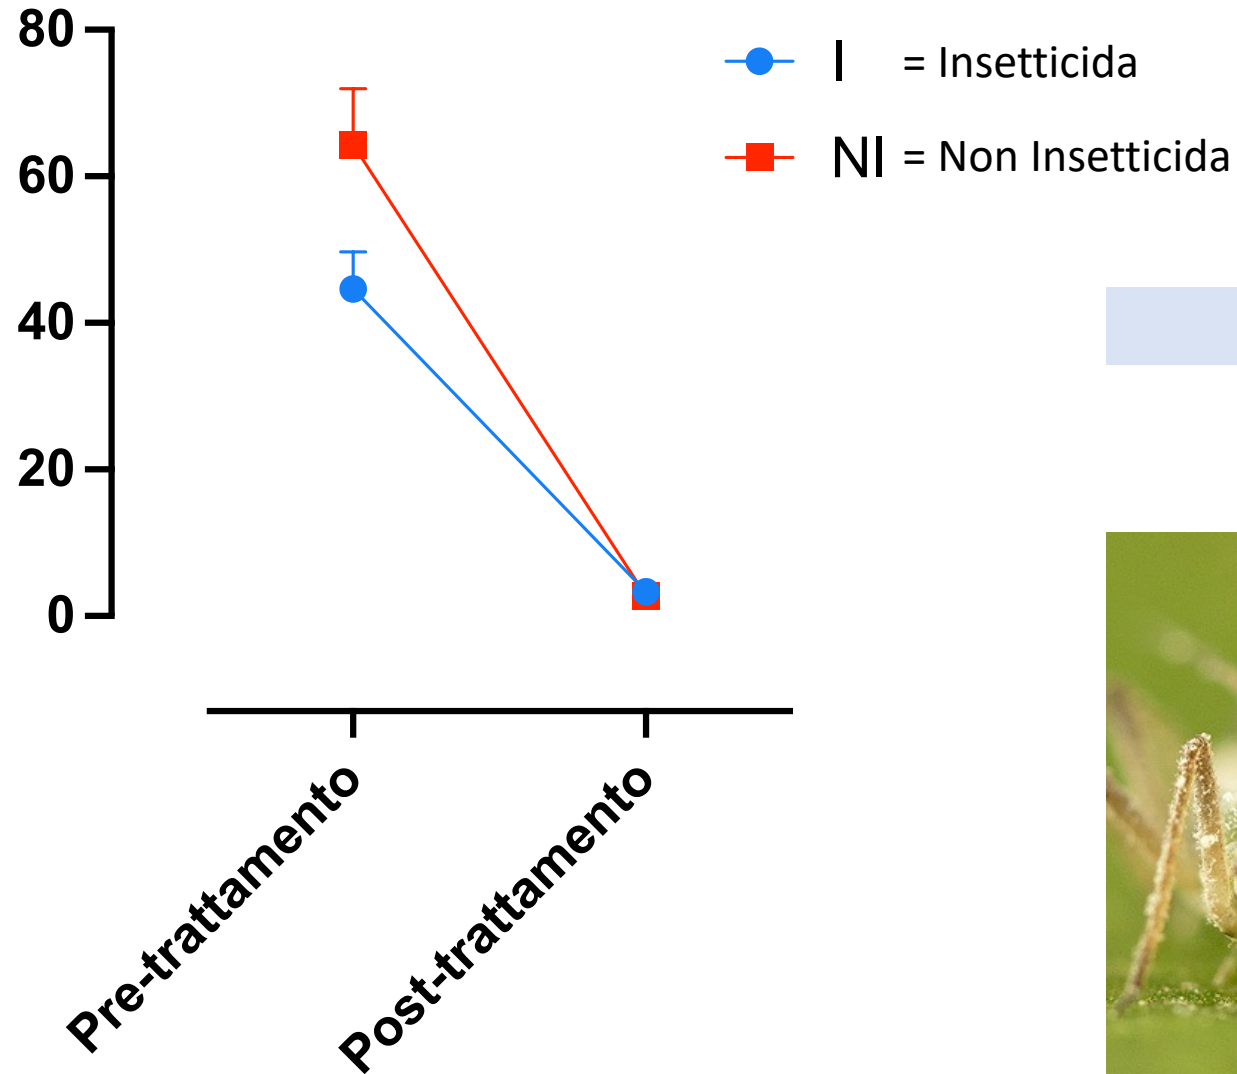 80
60
40
20
0
I = Insetticida
NI = Non Insetticida
Pre-trattamento
Post-trattamento